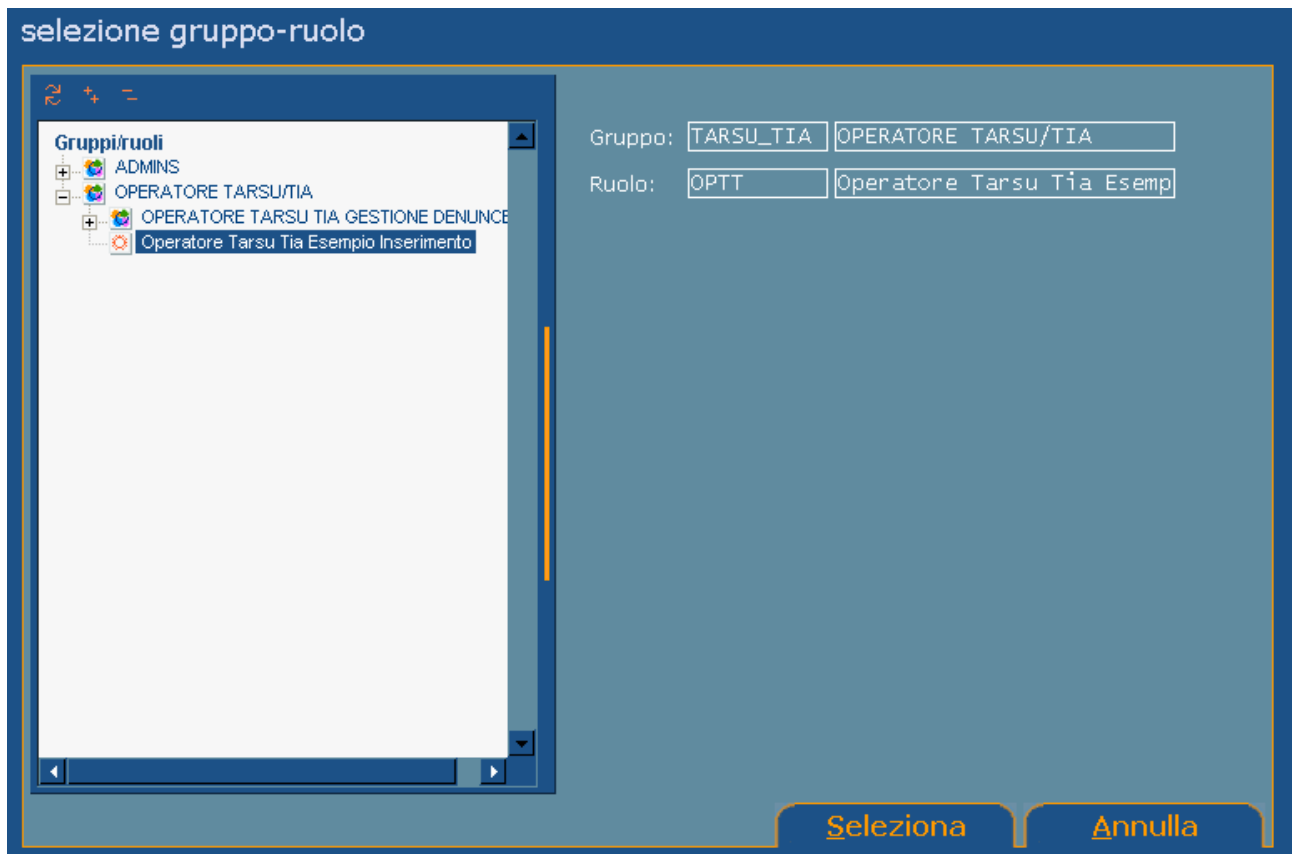 selezione gruppo-ruolo
Gruppi/ruoli
ADMINS
OPERATORE TARSU/TIA
OPERATORE TARSU TIA GESTIONE DENUNCE
Operatore Tarsu Tia Esempio Inserimento
Gruppo: TARSU_TIA OPERATORE TARSU/TIA
Ruolo: OPTT Operatore Tarsu Tia Esemp
Seleziona Annulla